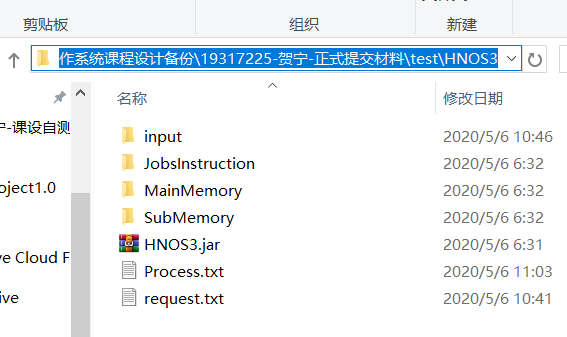 剪贴板 组织 新建
作系统课程设计备份\19317225-贺宁-正式提交材料\test\HNOS3
名称 修改日期
宁-课设自测
input 2020/5/6 10:46
JobsInstruction 2020/5/6 6:32
oject1.0
MainMemory 2020/5/6 6:32
SubMemory 2020/5/6 6:32
HNOS3.jar 2020/5/6 6:31
ve Cloud F
Process.txt 2020/5/6 11:03
ive
request.txt 2020/5/6 10:41